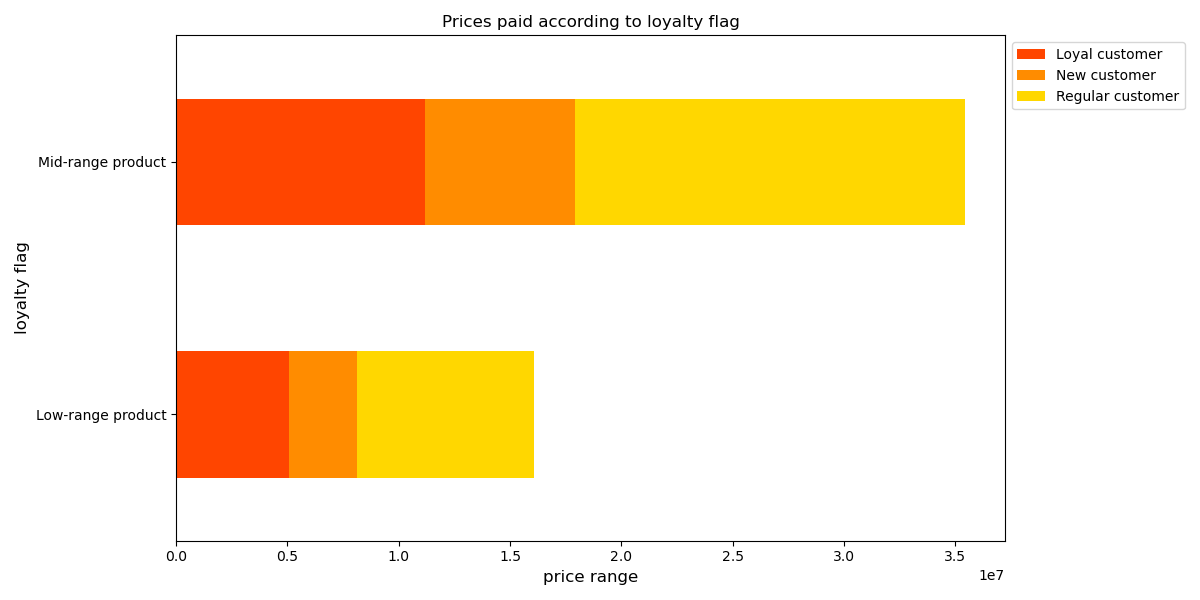 Prices paid according to loyalty flag
Loyal customer
New customer
Regular customer
Mid-range product
Low-range product
loyalty flag
0.0 0.5 1.0 1.5 2.0 2.5 3.0 3.5
1e7
price range